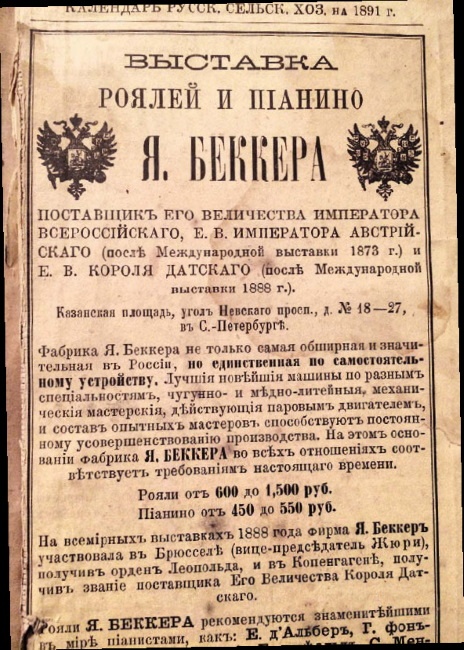 КАЛЕНДАРЬ РУССК. СЕЛЬСК. ХОЗ. на 1891 г.
ВЫСТАВКА
РОЯЛЕЙ И ПІАНИНО
Я. БЕККЕРА
ПОСТАВЩИКЪ ЕГО ВЕЛИЧЕСТВА ИМПЕРАТОРА
ВСЕРОССІЙСКАГО, Е. В. ИМПЕРАТОРА АВСТРІЙ-
СКАГО (послѣ Международной выставки 1873 г.) и
Е. В. КОРОЛЯ ДАТСКАГО (послѣ Международной
выставки 1888 г.).
Казанская площадь, уголъ Невскаго просп., д. № 18—27,
въ С.-Петербургѣ.
Фабрика Я. Беккера не только самая обширная и значи-
тельная въ Россіи, но единственная по самостоятель-
ному устройству. Лучшія новѣйшія машины по разнымъ
спеціальностямъ, чугунно- и мѣдно-литейныя, механи-
ческія мастерскія, дѣйствующія паровымъ двигателемъ,
и составъ опытныхъ мастеровъ способствуютъ постоян-
ному усовершенствованію производства. На этомъ осно-
ваніи фабрика Я. БЕККЕРА во всѣхъ отношеніяхъ соот-
вѣтствуетъ требованіямъ настоящаго времени.
Рояли отъ 600 до 1,500 руб.
Піанино отъ 450 до 550 руб.
На всемірныхъ выставкахъ 1888 года фирма Я. Беккеръ
участвовала въ Брюсселѣ (вице-предсѣдатель Жюри),
получивъ орденъ Леопольда, и въ Копенгагенѣ, полу-
чивъ званіе поставщика Его Величества Короля Дат-
скаго.
Рояли Я. БЕККЕРА рекомендуются знаменитѣйшими
въ мірѣ піанистами, какъ: Е. д'Альберъ, Г. фонъ-
С. Мен-